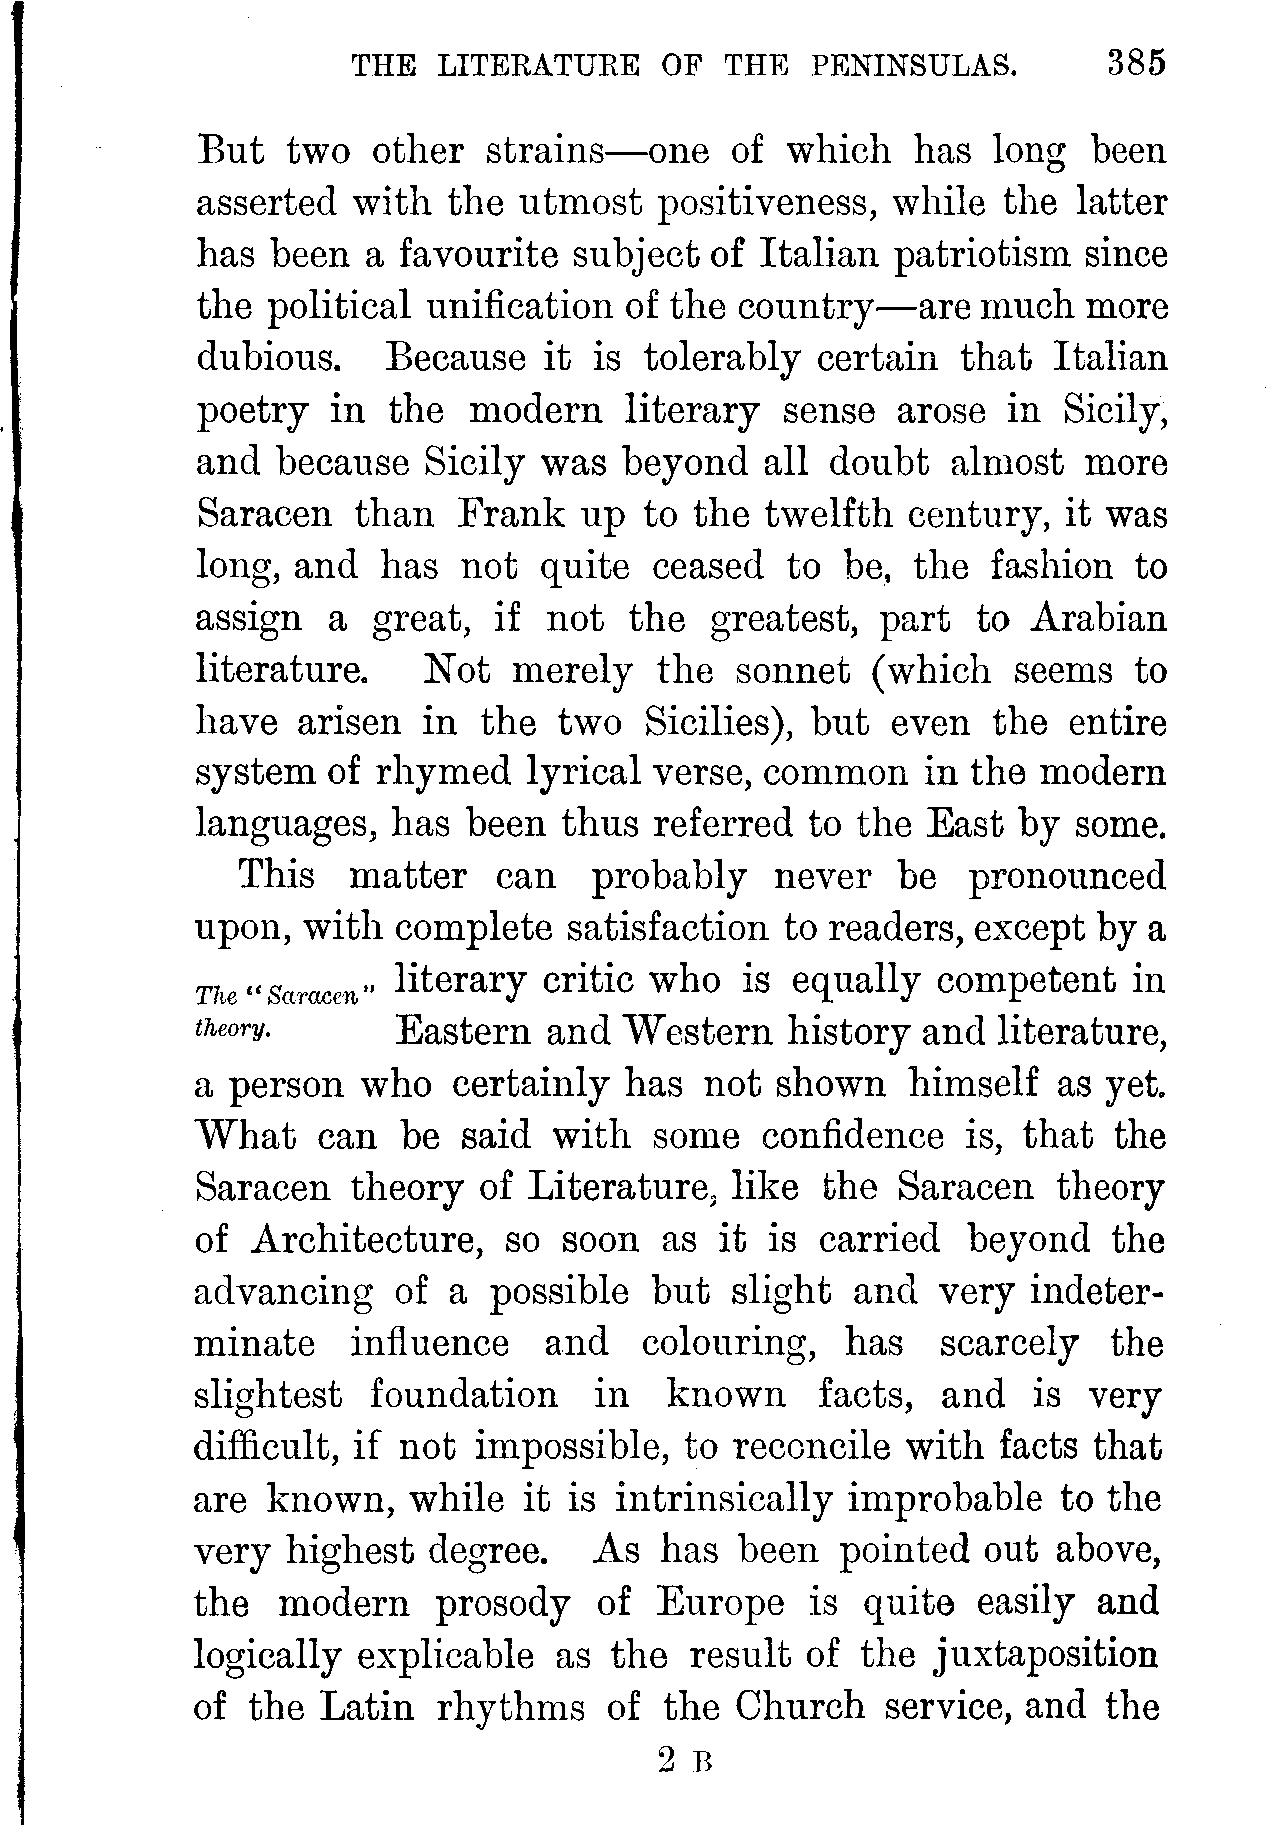 THE LITERATURE OF THE PENINSULAS. 385
But two other strains—one of which has long been
asserted with the utmost positiveness, while the latter
has been a favourite subject of Italian patriotism since
the political unification of the country—are much more
dubious. Because it is tolerably certain that Italian
poetry in the modern literary sense arose in Sicily,
and because Sicily was beyond all doubt almost more
Saracen than Frank up to the twelfth century, it was
long, and has not quite ceased to be, the fashion to
assign a great, if not the greatest, part to Arabian
literature. Not merely the sonnet (which seems to
have arisen in the two Sicilies), but even the entire
system of rhymed lyrical verse, common in the modern
languages, has been thus referred to the East by some.
This matter can probably never be pronounced
upon, with complete satisfaction to readers, except by a
The "Saracen" literary critic who is equally competent in
theory. Eastern and Western history and literature,
a person who certainly has not shown himself as yet.
What can be said with some confidence is, that the
Saracen theory of Literature, like the Saracen theory
of Architecture, so soon as it is carried beyond the
advancing of a possible but slight and very indeter-
minate influence and colouring, has scarcely the
slightest foundation in known facts, and is very
difficult, if not impossible, to reconcile with facts that
are known, while it is intrinsically improbable to the
very highest degree. As has been pointed out above,
the modern prosody of Europe is quite easily and
logically explicable as the result of the juxtaposition
of the Latin rhythms of the Church service, and the
2 B